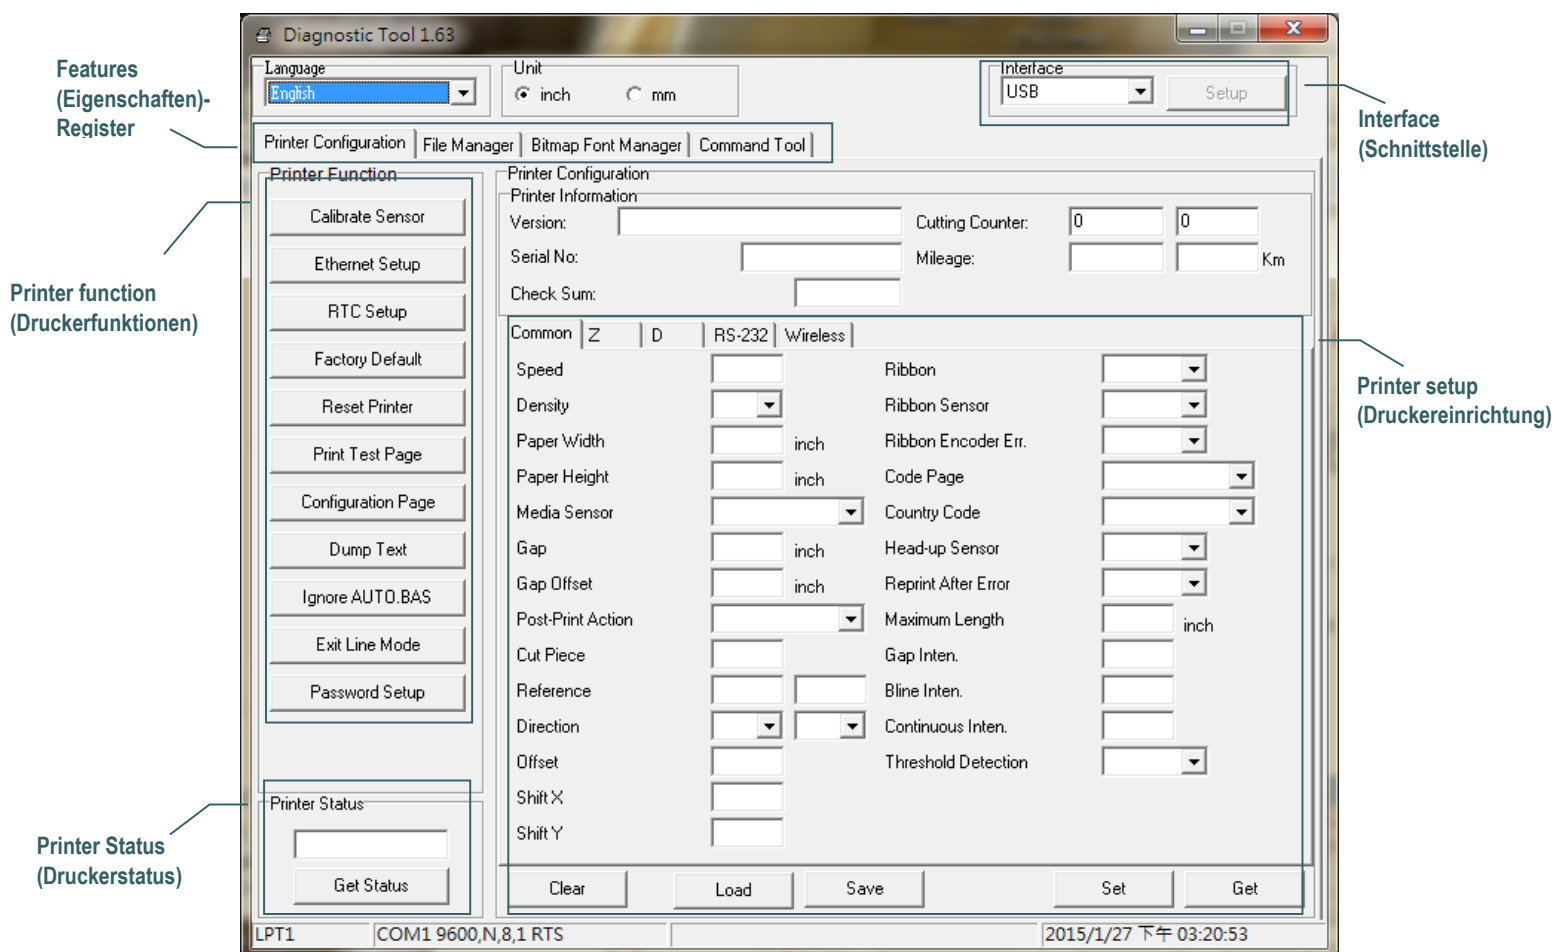 Diagnostic Tool 1.63
Features
(Eigenschaften)-
Register
Language
English
Unit
inch
mm
Interface
USB
Setup
Interface
(Schnittstelle)
Printer Configuration
File Manager
Bitmap Font Manager
Command Tool
Printer Function
Calibrate Sensor
Ethernet Setup
RTC Setup
Factory Default
Reset Printer
Print Test Page
Configuration Page
Dump Text
Ignore AUTO.BAS
Exit Line Mode
Password Setup
Printer function
(Druckerfunktionen)
Printer Configuration
Printer Information
Version:
Cutting Counter: 0 0
Serial No:
Mileage: Km
Check Sum:
Common Z D RS-232 Wireless
Speed
Ribbon
Density
Ribbon Sensor
Paper Width inch
Ribbon Encoder Err.
Paper Height inch
Code Page
Media Sensor
Country Code
Gap inch
Head-up Sensor
Gap Offset inch
Reprint After Error
Post-Print Action
Maximum Length inch
Cut Piece
Gap Inten.
Reference
Bline Inten.
Direction
Continuous Inten.
Offset
Threshold Detection
Shift X
Shift Y
Printer setup
(Druckereinrichtung)
Printer Status
Get Status
Printer Status
(Druckerstatus)
Clear
Load
Save
Set
Get
LPT1
COM1 9600,N,8,1 RTS
2015/1/27 下午 03:20:53